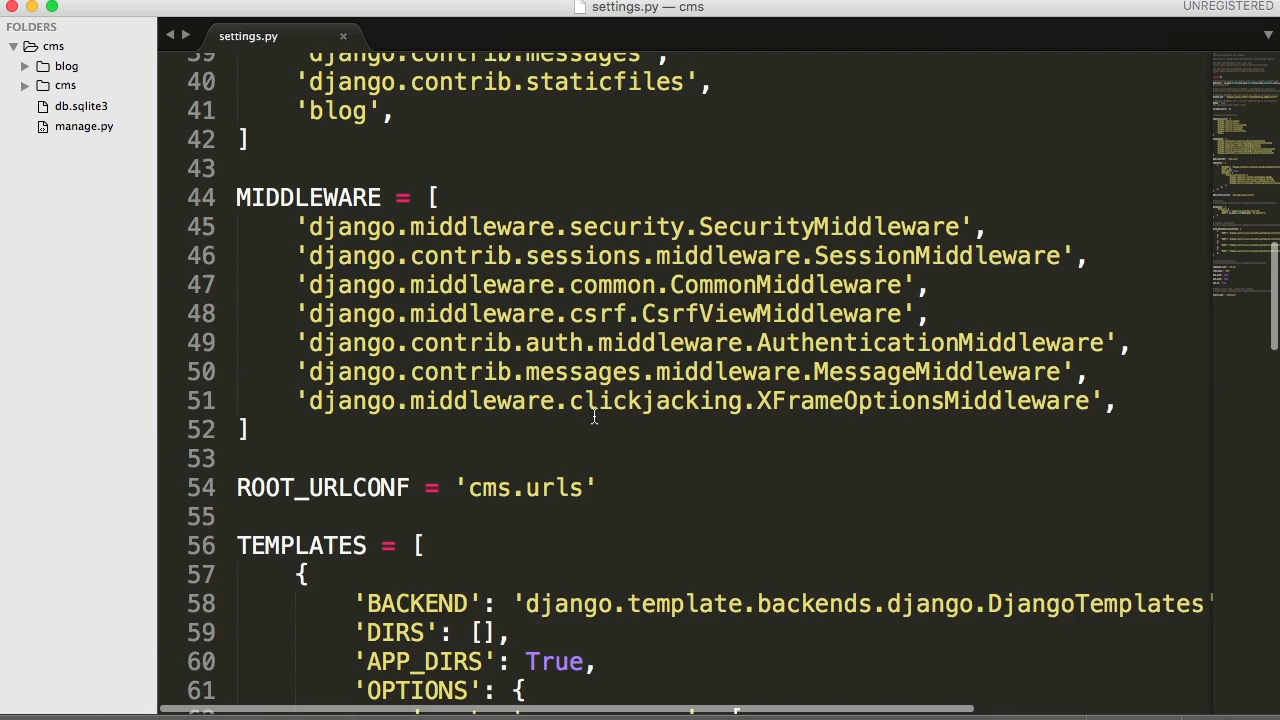 settings.py — cms
UNREGISTERED
FOLDERS
cms
blog
cms
db.sqlite3
manage.py
settings.py
39 'django.contrib.messages',
40 'django.contrib.staticfiles',
41 'blog',
42 ]
43
44 MIDDLEWARE = [
45 'django.middleware.security.SecurityMiddleware',
46 'django.contrib.sessions.middleware.SessionMiddleware',
47 'django.middleware.common.CommonMiddleware',
48 'django.middleware.csrf.CsrfViewMiddleware',
49 'django.contrib.auth.middleware.AuthenticationMiddleware',
50 'django.contrib.messages.middleware.MessageMiddleware',
51 'django.middleware.clickjacking.XFrameOptionsMiddleware',
52 ]
53
54 ROOT_URLCONF = 'cms.urls'
55
56 TEMPLATES = [
57 {
58 'BACKEND': 'django.template.backends.django.DjangoTemplates'
59 'DIRS': [],
60 'APP_DIRS': True,
61 'OPTIONS': {